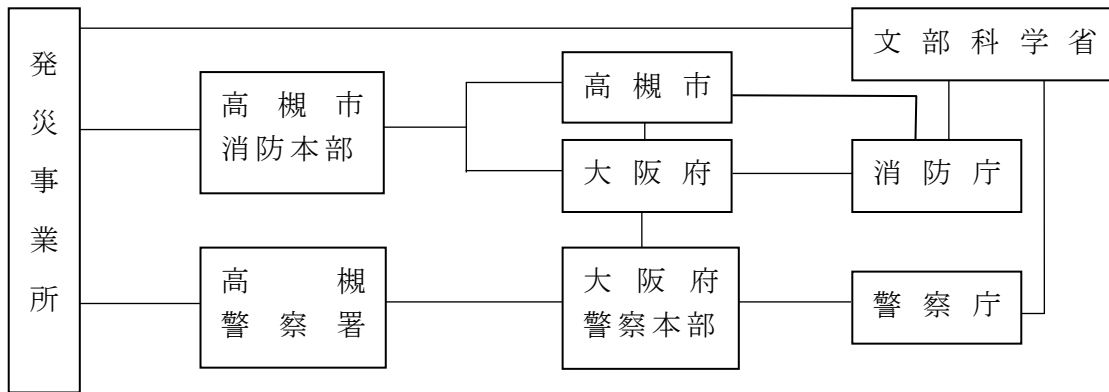 発災事業所
文部科学省
高槻市
消防本部
高槻市
大阪府
消防庁
高槻
警察署
大阪府
警察本部
警察庁